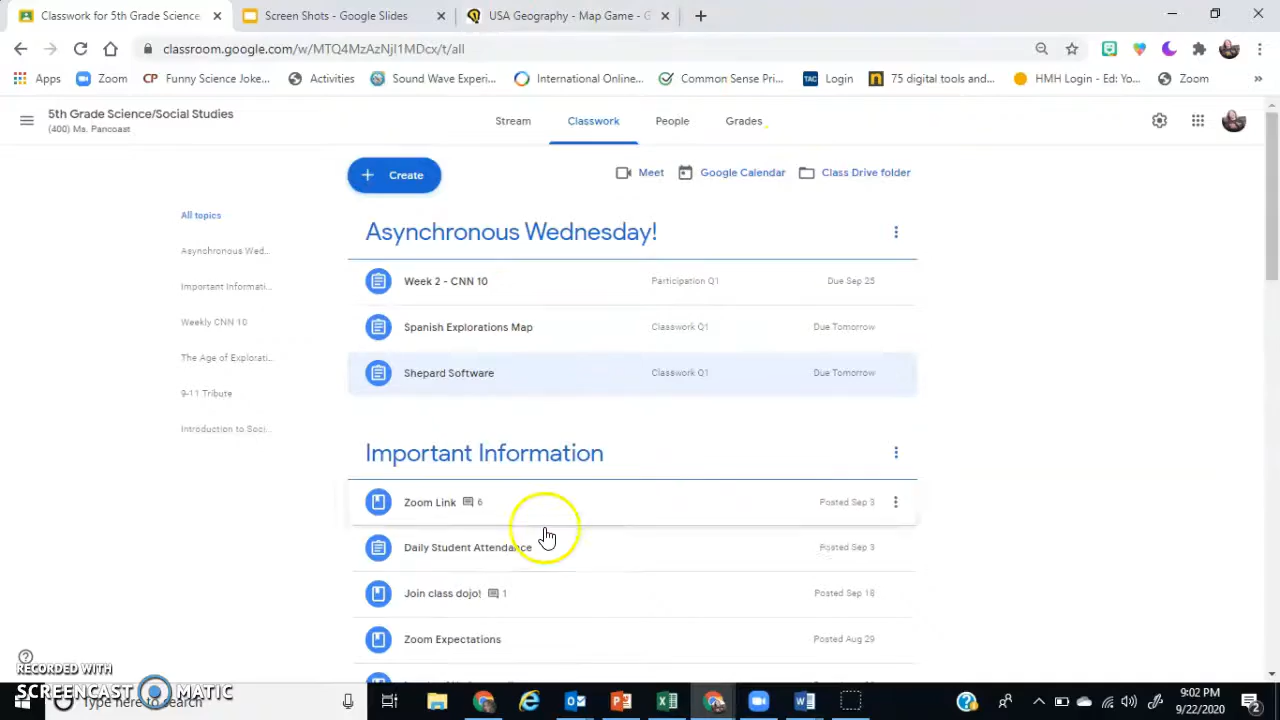 Classwork for 5th Grade Science
Screen Shots - Google Slides
USA Geography - Map Game - G
classroom.google.com/w/MTQ4MzAzNjI1MDcx/t/all
Apps
Zoom
CP Funny Science Joke...
Activities
Sound Wave Experi...
International Online...
Common Sense Pri...
TAC Login
75 digital tools and...
HMH Login - Ed: Yo...
Zoom
»
5th Grade Science/Social Studies
(400) Ms. Pancoast
Stream
Classwork
People
Grades
+ Create
Meet
Google Calendar
Class Drive folder
All topics
Asynchronous Wed...
Important Informati...
Weekly CNN 10
The Age of Explorati...
9-11 Tribute
Introduction to Soci...
Asynchronous Wednesday!
Week 2 - CNN 10 Participation Q1 Due Sep 25
Spanish Explorations Map Classwork Q1 Due Tomorrow
Shepard Software Classwork Q1 Due Tomorrow
Important Information
Zoom Link 6 Posted Sep 3
Daily Student Attendance Posted Sep 3
Join class dojo! 1 Posted Sep 18
Zoom Expectations Posted Aug 29
RECORDED WITH
SCREENCAST MATIC
Type here to search
9:02 PM
9/22/2020
2